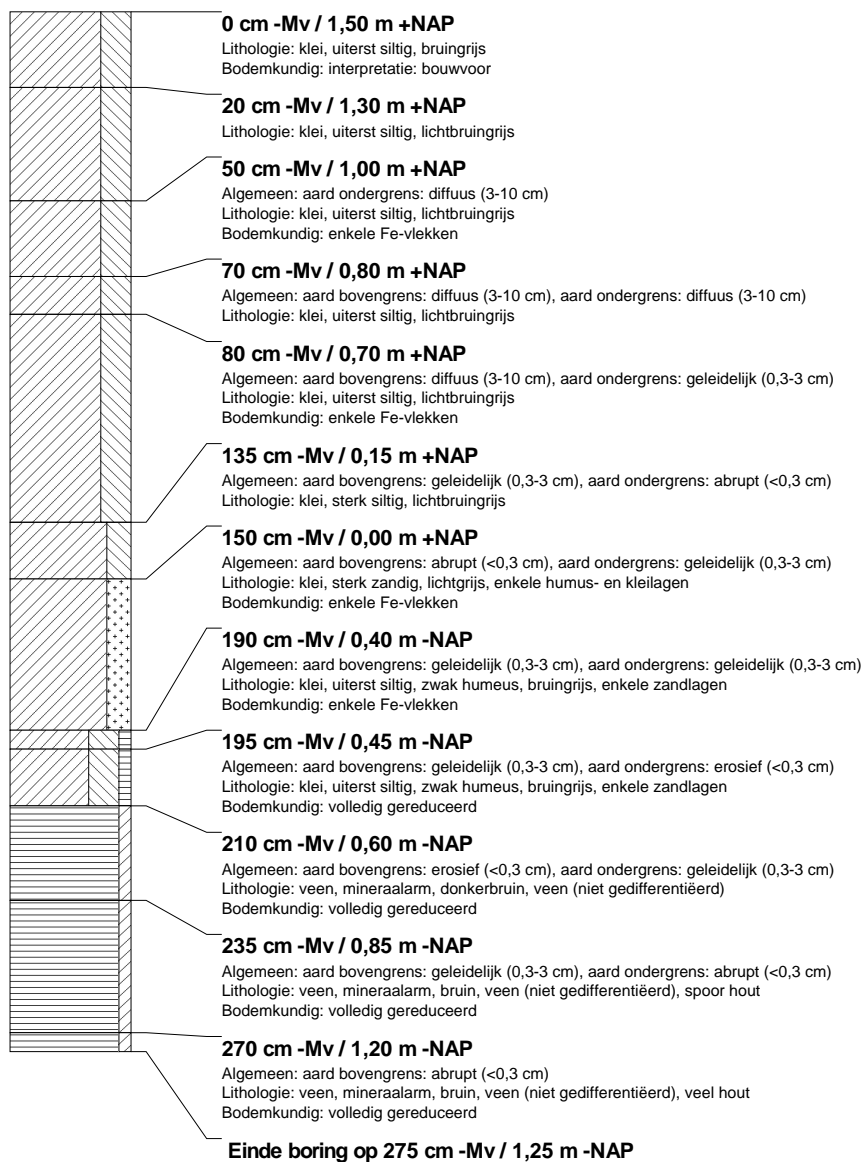 0 cm -Mv / 1,50 m +NAP
Lithologie: klei, uiterst siltig, bruingrijs
Bodemkundig: interpretatie: bouwvoor
20 cm -Mv / 1,30 m +NAP
Lithologie: klei, uiterst siltig, lichtbruingrijs
50 cm -Mv / 1,00 m +NAP
Algemeen: aard ondergrens: diffuus (3-10 cm)
Lithologie: klei, uiterst siltig, lichtbruingrijs
Bodemkundig: enkele Fe-vlekken
70 cm -Mv / 0,80 m +NAP
Algemeen: aard bovengrens: diffuus (3-10 cm), aard ondergrens: diffuus (3-10 cm)
Lithologie: klei, uiterst siltig, lichtbruingrijs
80 cm -Mv / 0,70 m +NAP
Algemeen: aard bovengrens: diffuus (3-10 cm), aard ondergrens: geleidelijk (0,3-3 cm)
Lithologie: klei, uiterst siltig, lichtbruingrijs
Bodemkundig: enkele Fe-vlekken
135 cm -Mv / 0,15 m +NAP
Algemeen: aard bovengrens: geleidelijk (0,3-3 cm), aard ondergrens: abrupt (<0,3 cm)
Lithologie: klei, sterk siltig, lichtbruingrijs
150 cm -Mv / 0,00 m +NAP
Algemeen: aard bovengrens: abrupt (<0,3 cm), aard ondergrens: geleidelijk (0,3-3 cm)
Lithologie: klei, sterk zandig, lichtgrijs, enkele humus- en kleilagen
Bodemkundig: enkele Fe-vlekken
190 cm -Mv / 0,40 m -NAP
Algemeen: aard bovengrens: geleidelijk (0,3-3 cm), aard ondergrens: geleidelijk (0,3-3 cm)
Lithologie: klei, uiterst siltig, zwak humeus, bruingrijs, enkele zandlagen
Bodemkundig: enkele Fe-vlekken
195 cm -Mv / 0,45 m -NAP
Algemeen: aard bovengrens: geleidelijk (0,3-3 cm), aard ondergrens: erosief (<0,3 cm)
Lithologie: klei, uiterst siltig, zwak humeus, bruingrijs, enkele zandlagen
Bodemkundig: volledig gereduceerd
210 cm -Mv / 0,60 m -NAP
Algemeen: aard bovengrens: erosief (<0,3 cm), aard ondergrens: geleidelijk (0,3-3 cm)
Lithologie: veen, mineraalarm, donkerbruin, veen (niet gedifferentiëerd)
Bodemkundig: volledig gereduceerd
235 cm -Mv / 0,85 m -NAP
Algemeen: aard bovengrens: geleidelijk (0,3-3 cm), aard ondergrens: abrupt (<0,3 cm)
Lithologie: veen, mineraalarm, bruin, veen (niet gedifferentiëerd), spoor hout
Bodemkundig: volledig gereduceerd
270 cm -Mv / 1,20 m -NAP
Algemeen: aard bovengrens: abrupt (<0,3 cm)
Lithologie: veen, mineraalarm, bruin, veen (niet gedifferentiëerd), veel hout
Bodemkundig: volledig gereduceerd
Einde boring op 275 cm -Mv / 1,25 m -NAP